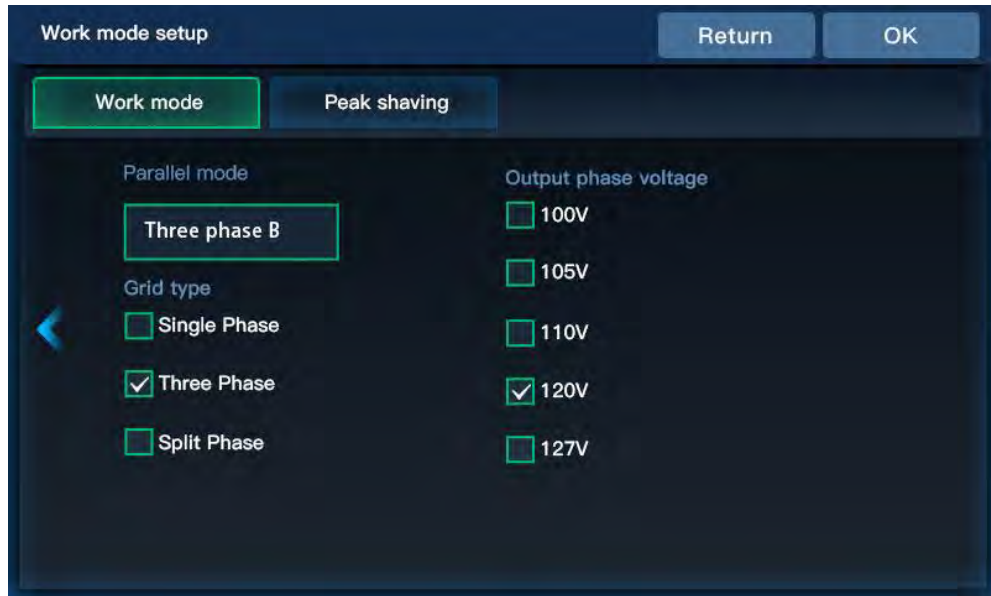 Work mode setup
Return
OK
Work mode
Peak shaving
Parallel mode
Three phase B
Grid type
Single Phase
Three Phase
Split Phase
Output phase voltage
100V
105V
110V
120V
127V